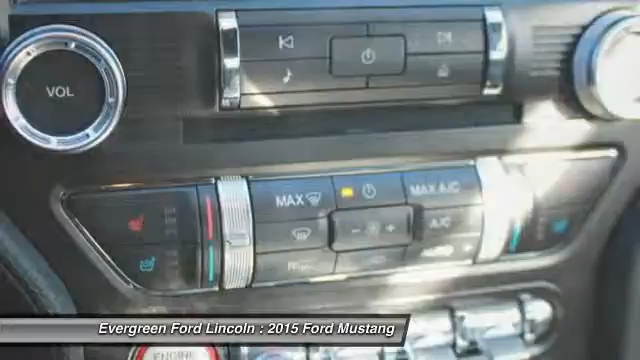 VOL
MAX
MAX A/C
A/C
Evergreen Ford Lincoln : 2015 Ford Mustang
ENGINE